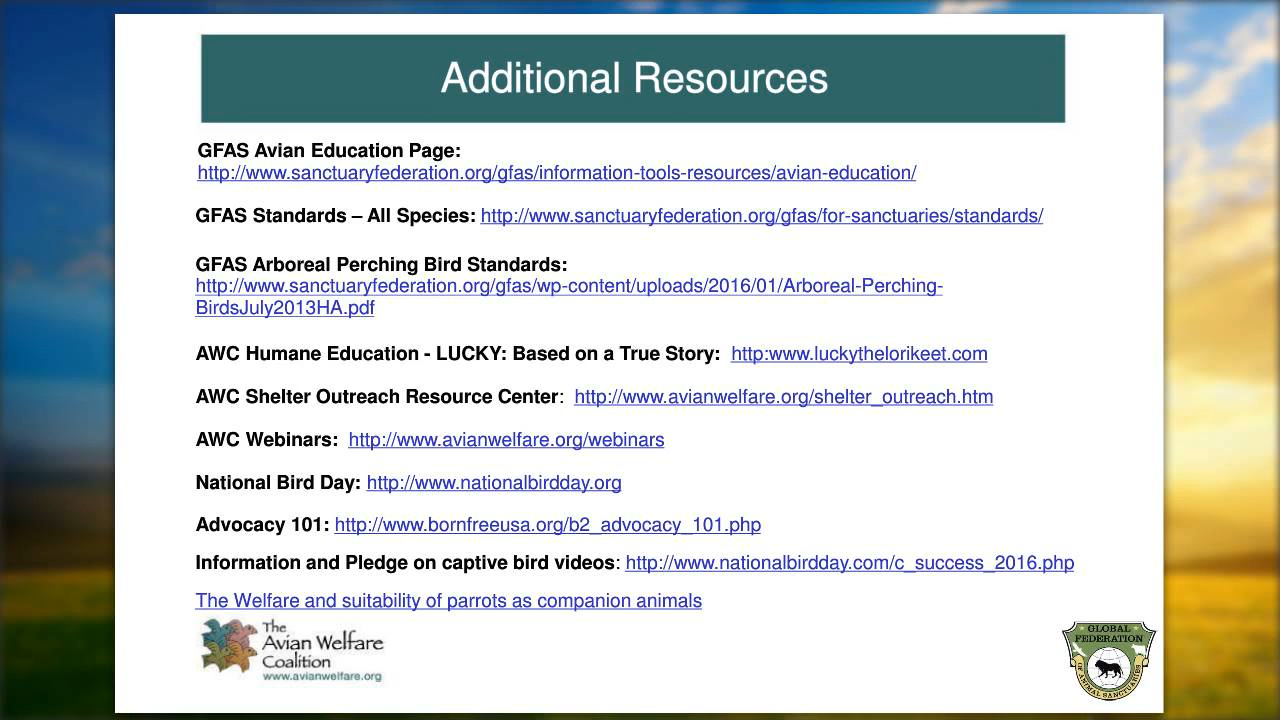 Additional Resources
GFAS Avian Education Page:
http://www.sanctuaryfederation.org/gfas/information-tools-resources/avian-education/
GFAS Standards – All Species: http://www.sanctuaryfederation.org/gfas/for-sanctuaries/standards/
GFAS Arboreal Perching Bird Standards:
http://www.sanctuaryfederation.org/gfas/wp-content/uploads/2016/01/Arboreal-Perching-
BirdsJuly2013HA.pdf
AWC Humane Education - LUCKY: Based on a True Story: http:www.luckythelorikeet.com
AWC Shelter Outreach Resource Center: http://www.avianwelfare.org/shelter_outreach.htm
AWC Webinars: http://www.avianwelfare.org/webinars
National Bird Day: http://www.nationalbirdday.org
Advocacy 101: http://www.bornfreeusa.org/b2_advocacy_101.php
Information and Pledge on captive bird videos: http://www.nationalbirdday.com/c_success_2016.php
The Welfare and suitability of parrots as companion animals
The
Avian Welfare
Coalition
www.avianwelfare.org
GLOBAL
FEDERATION
OF ANIMAL SANCTUARIES